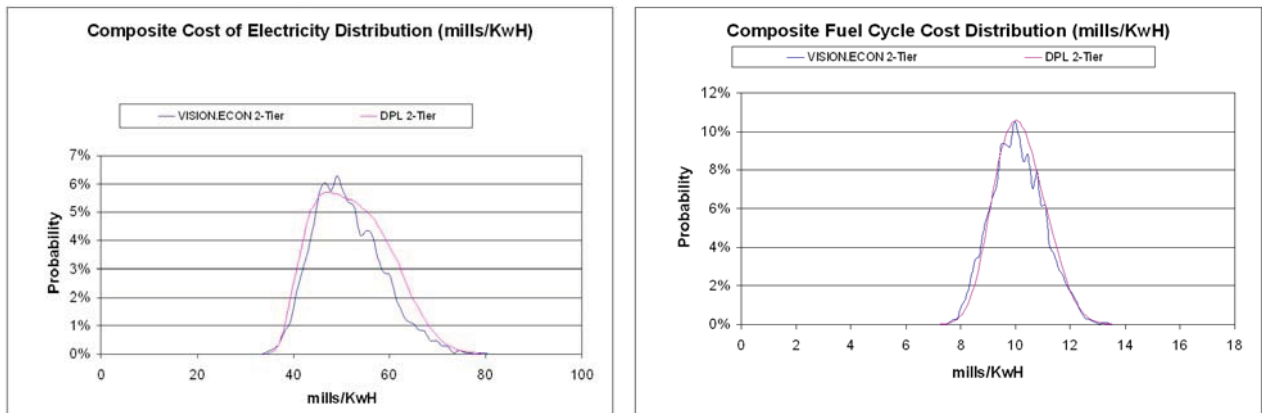 Composite Cost of Electricity Distribution (mills/KwH)
VISION.ECON 2-Tier DPL 2-Tier
7%
6%
5%
4%
3%
2%
1%
0%
Probability
0 20 40 60 80 100
mills/KwH
Composite Fuel Cycle Cost Distribution (mills/KwH)
VISION.ECON 2-Tier DPL 2-Tier
12%
10%
8%
6%
4%
2%
0%
Probability
0 2 4 6 8 10 12 14 16 18
mills/KwH